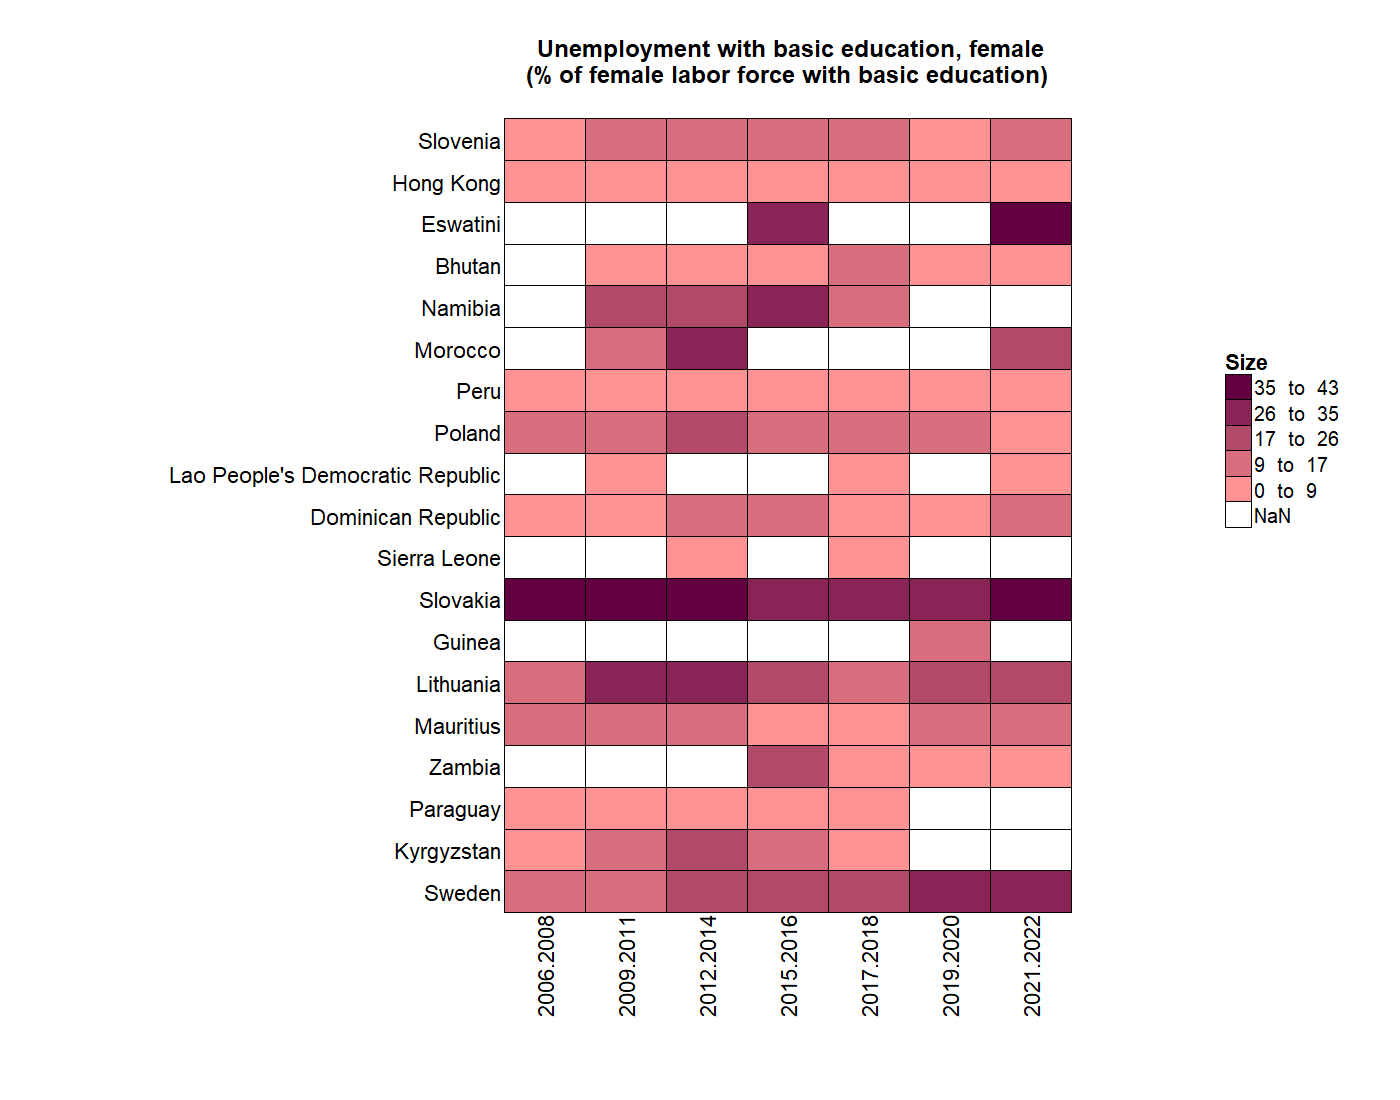 Unemployment with basic education, female
(% of female labor force with basic education)
Slovenia
Hong Kong
Eswatini
Bhutan
Namibia
Morocco
Peru
Poland
Lao People's Democratic Republic
Dominican Republic
Sierra Leone
Slovakia
Guinea
Lithuania
Mauritius
Zambia
Paraguay
Kyrgyzstan
Sweden
2006.2008
2009.2011
2012.2014
2015.2016
2017.2018
2019.2020
2021.2022
Size
35 to 43
26 to 35
17 to 26
9 to 17
0 to 9
NaN